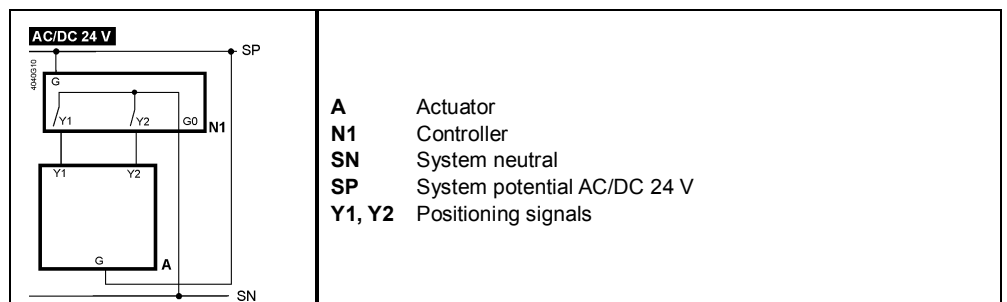 AC/DC 24 V
SP
4040G10
G
Y1 Y2 G0
N1
Y1 Y2
G
A
SN
A Actuator
N1 Controller
SN System neutral
SP System potential AC/DC 24 V
Y1, Y2 Positioning signals